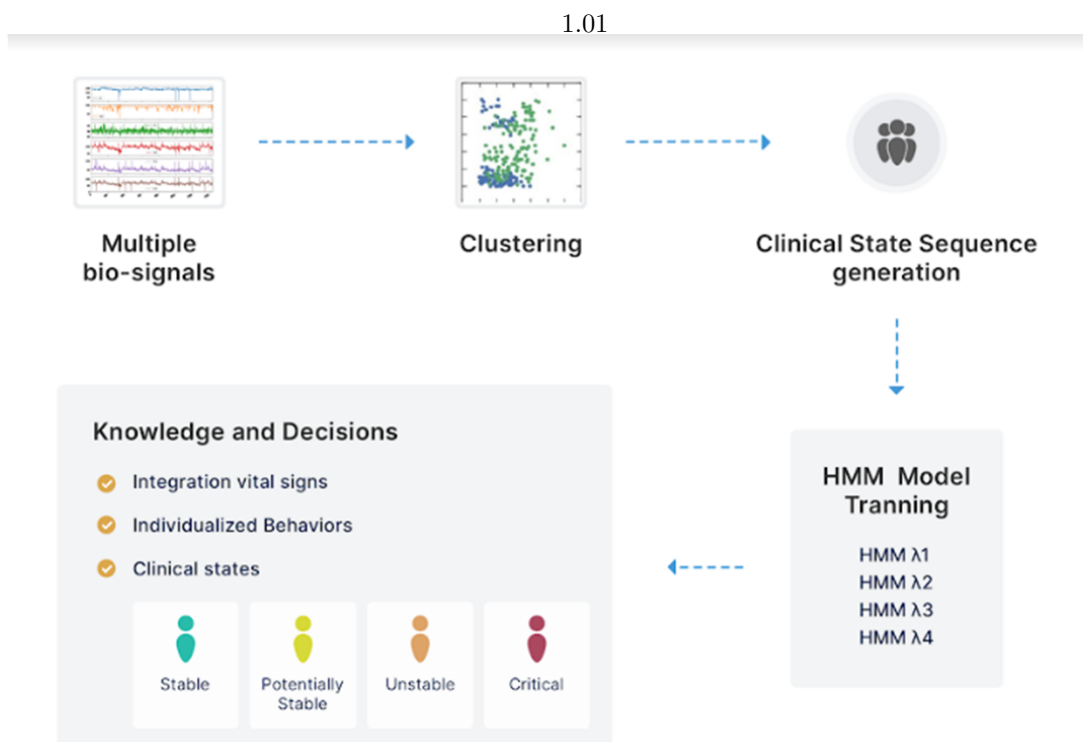 1.01
Multiple
bio-signals
Clustering
Clinical State Sequence
generation
HMM Model
Tranning
HMM λ1
HMM λ2
HMM λ3
HMM λ4
Knowledge and Decisions
Integration vital signs
Individualized Behaviors
Clinical states
Stable
Potentially
Stable
Unstable
Critical